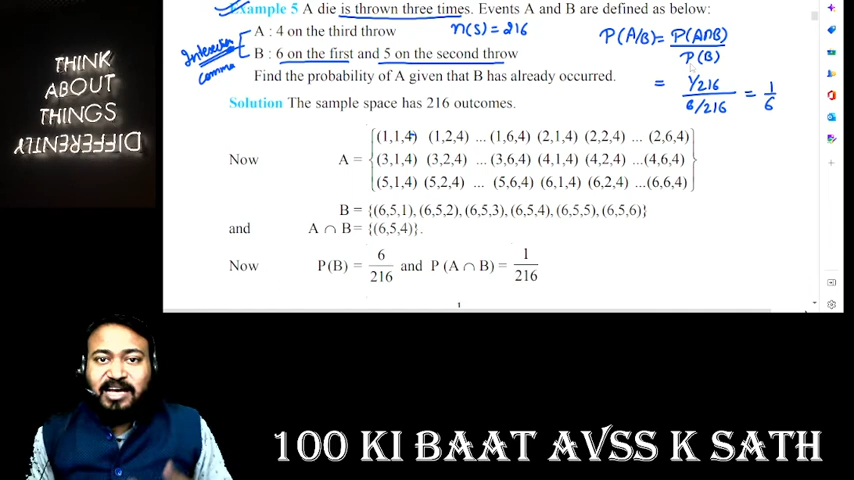 THINK
ABOUT
THINGS
DIFFERENTLY
Example 5 A die is thrown three times. Events A and B are defined as below:
A : 4 on the third throw
n(S) = 216
B : 6 on the first and 5 on the second throw
Intersection
comma
Find the probability of A given that B has already occurred.
P(A/B) = P(A∩B)
P(B)
= 1/216
6/216
= 1
6
Solution The sample space has 216 outcomes.
(1,1,4) (1,2,4) ... (1,6,4) (2,1,4) (2,2,4) ... (2,6,4)
Now A = (3,1,4) (3,2,4) ... (3,6,4) (4,1,4) (4,2,4) ...(4,6,4)
(5,1,4) (5,2,4) ... (5,6,4) (6,1,4) (6,2,4) ...(6,6,4)
B = {(6,5,1), (6,5,2), (6,5,3), (6,5,4), (6,5,5), (6,5,6)}
and A ∩ B = {(6,5,4)}.
Now P(B) = 6/216 and P (A ∩ B) = 1/216
100 KI BAAT AVSS K SATH